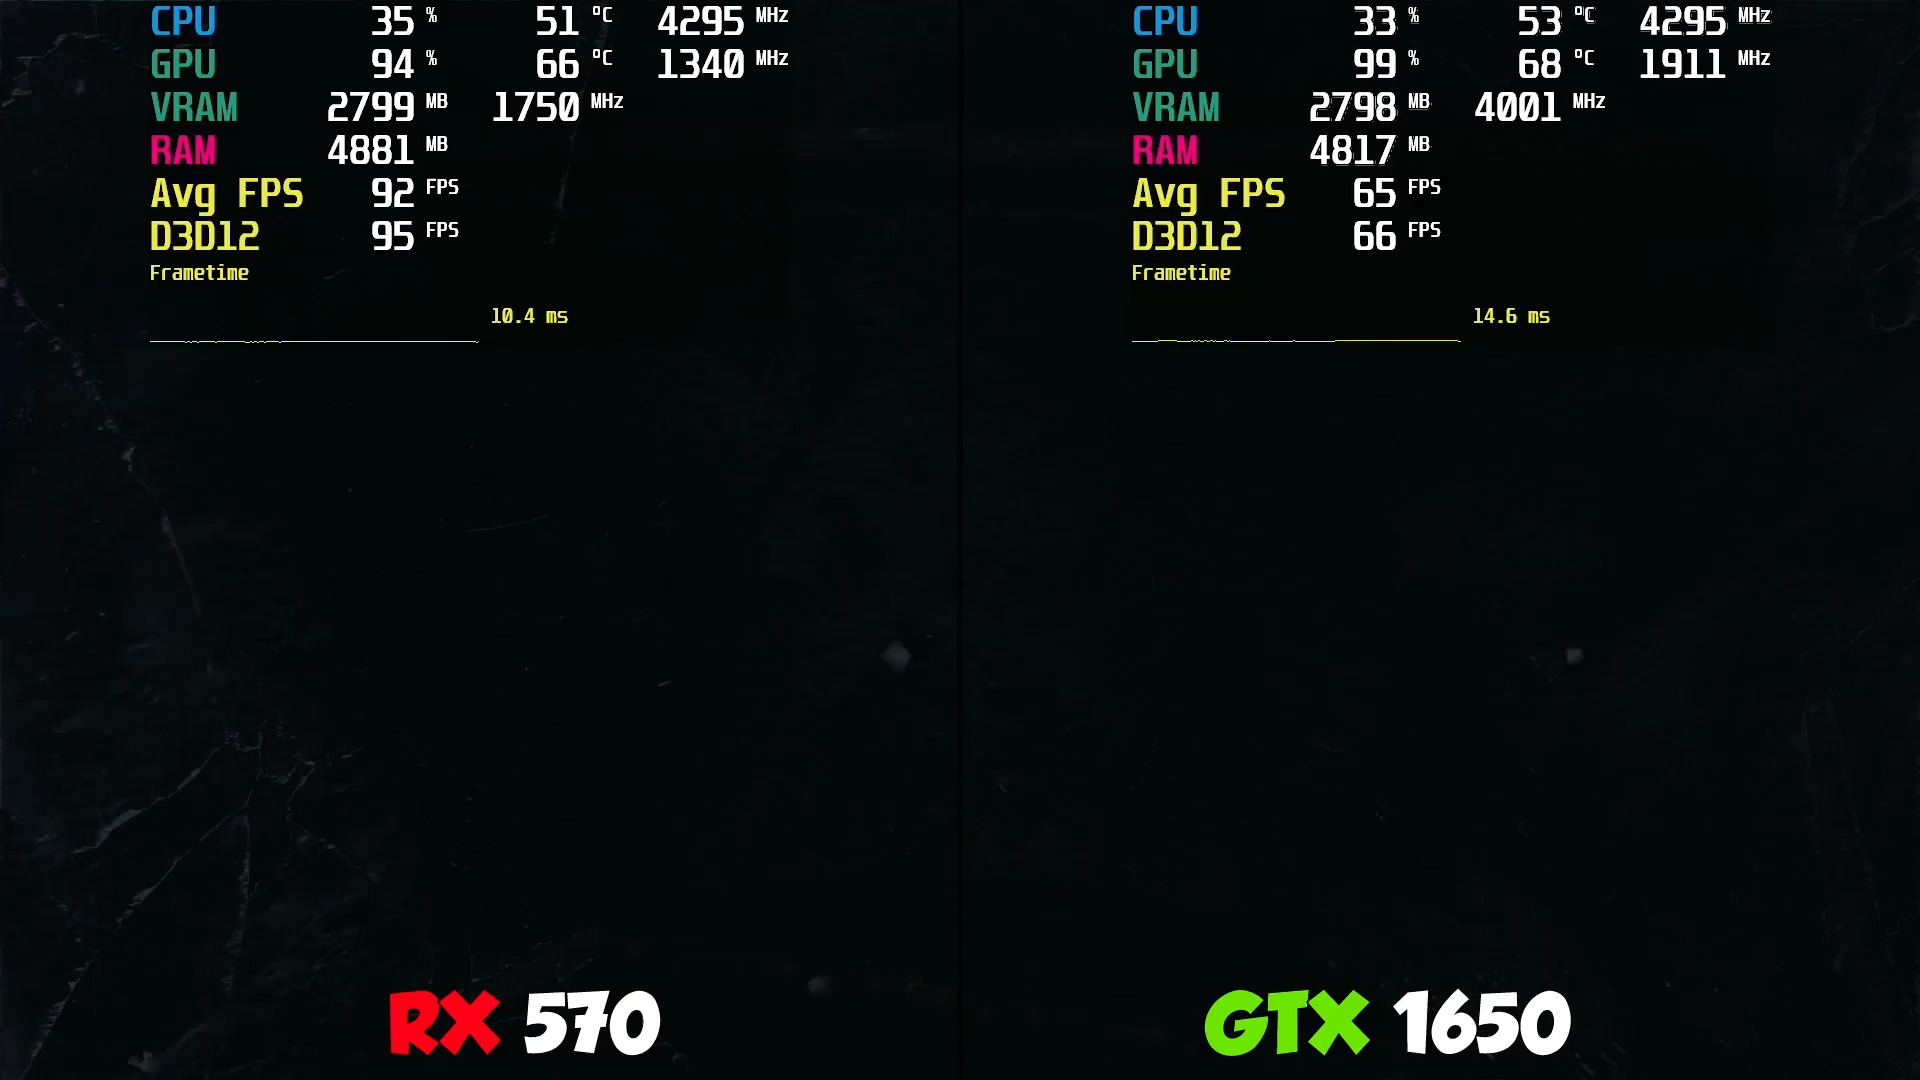 CPU 35 % 51 °C 4295 MHz
GPU 94 % 66 °C 1340 MHz
VRAM 2799 MB 1750 MHz
RAM 4881 MB
Avg FPS 92 FPS
D3D12 95 FPS
Frametime
10.4 ms
RX 570
CPU 33 % 53 °C 4295 MHz
GPU 99 % 68 °C 1911 MHz
VRAM 2798 MB 4001 MHz
RAM 4817 MB
Avg FPS 65 FPS
D3D12 66 FPS
Frametime
14.6 ms
GTX 1650